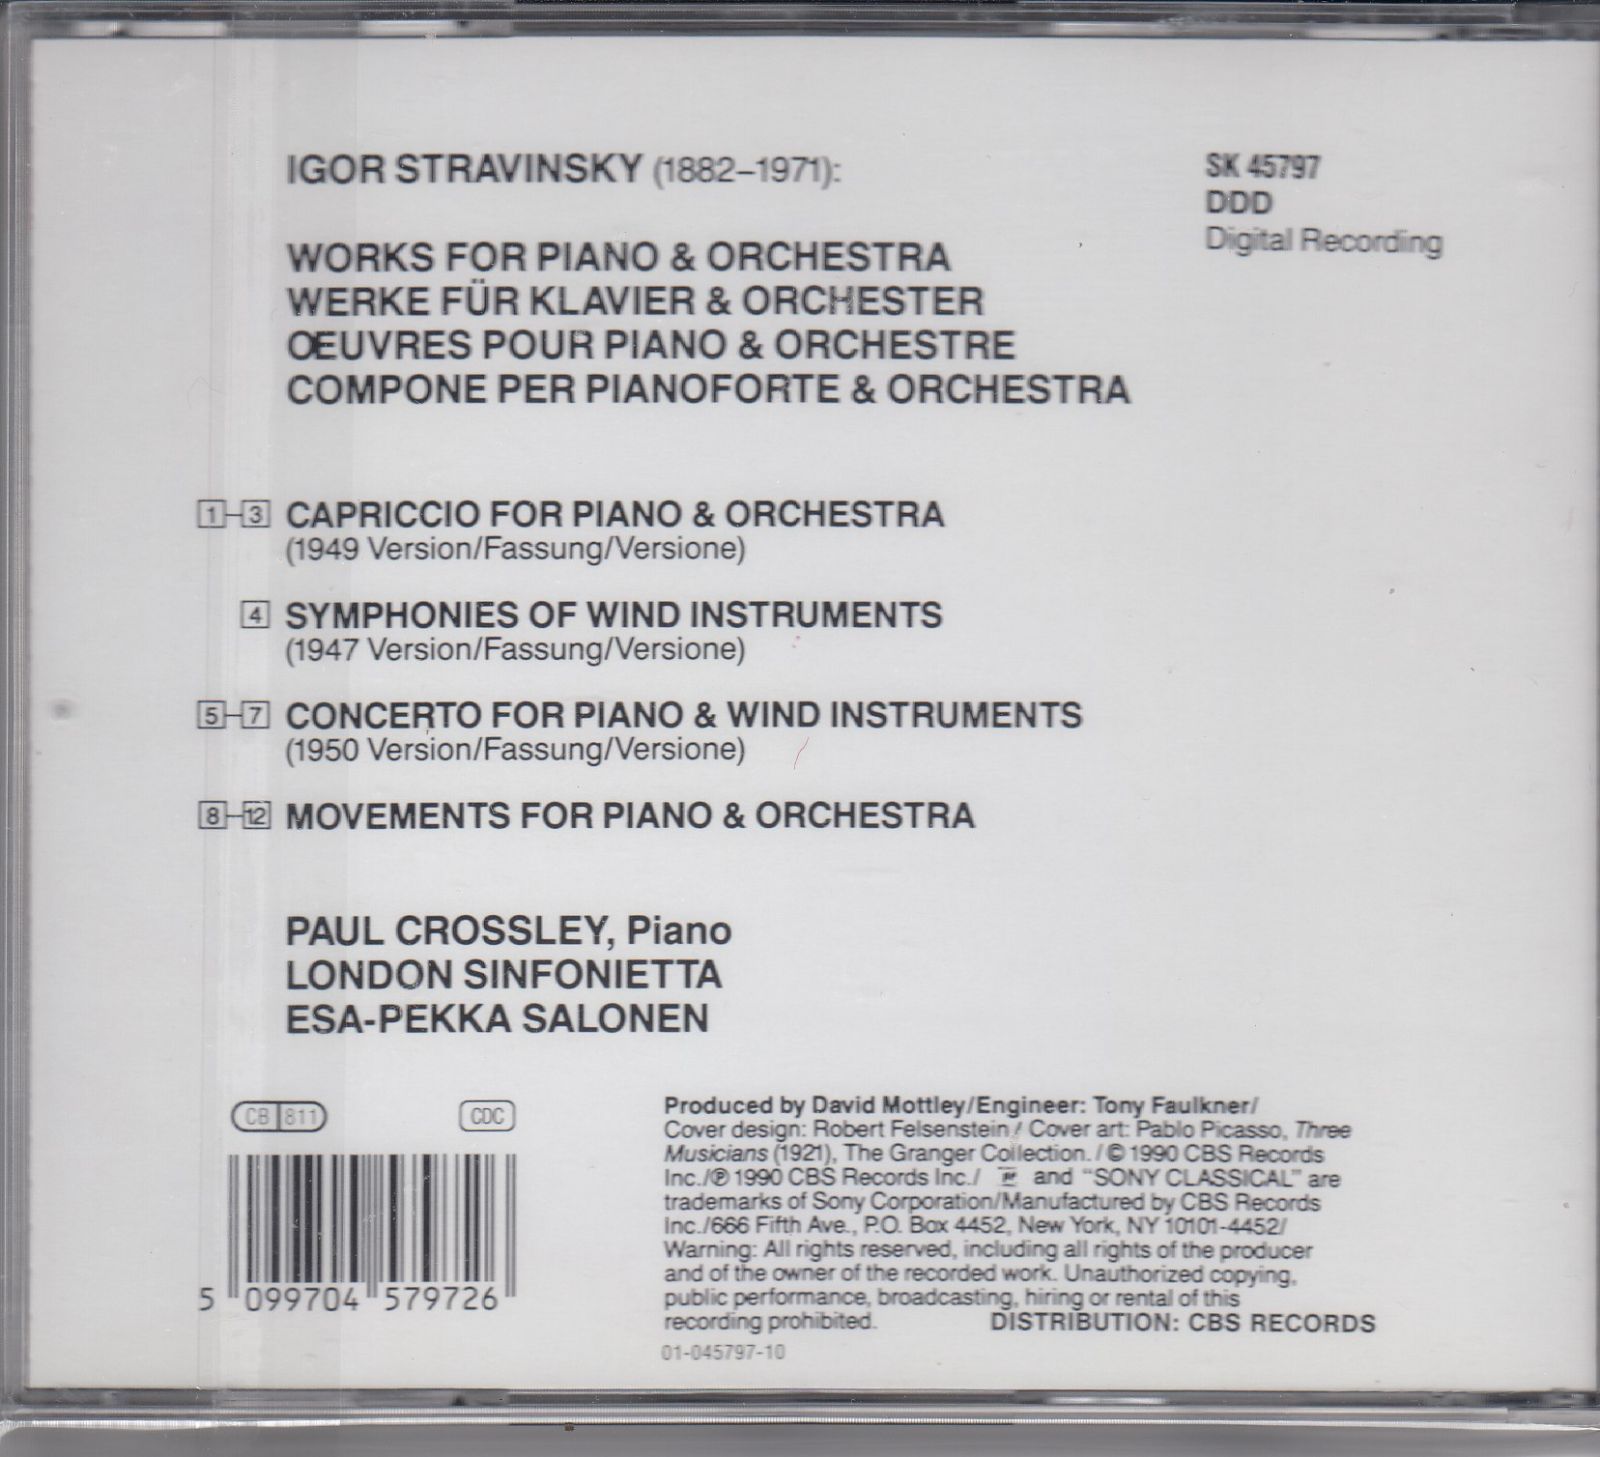 IGOR STRAVINSKY (1882–1971):
SK 45797
DDD
Digital Recording
WORKS FOR PIANO & ORCHESTRA
WERKE FÜR KLAVIER & ORCHESTER
ŒUVRES POUR PIANO & ORCHESTRE
COMPONE PER PIANOFORTE & ORCHESTRA
1–3 CAPRICCIO FOR PIANO & ORCHESTRA
(1949 Version/Fassung/Versione)
4 SYMPHONIES OF WIND INSTRUMENTS
(1947 Version/Fassung/Versione)
5–7 CONCERTO FOR PIANO & WIND INSTRUMENTS
(1950 Version/Fassung/Versione)
8–12 MOVEMENTS FOR PIANO & ORCHESTRA
PAUL CROSSLEY, Piano
LONDON SINFONIETTA
ESA-PEKKA SALONEN
CB 811
CDC
5 099704 579726
Produced by David Mottley/Engineer: Tony Faulkner/
Cover design: Robert Felsenstein/ Cover art: Pablo Picasso, Three
Musicians (1921), The Granger Collection./© 1990 CBS Records
Inc./℗ 1990 CBS Records Inc./ and “SONY CLASSICAL” are
trademarks of Sony Corporation/Manufactured by CBS Records
Inc./666 Fifth Ave., P.O. Box 4452, New York, NY 10101-4452/
Warning: All rights reserved, including all rights of the producer
and of the owner of the recorded work. Unauthorized copying,
public performance, broadcasting, hiring or rental of this
recording prohibited. DISTRIBUTION: CBS RECORDS
01-045797-10